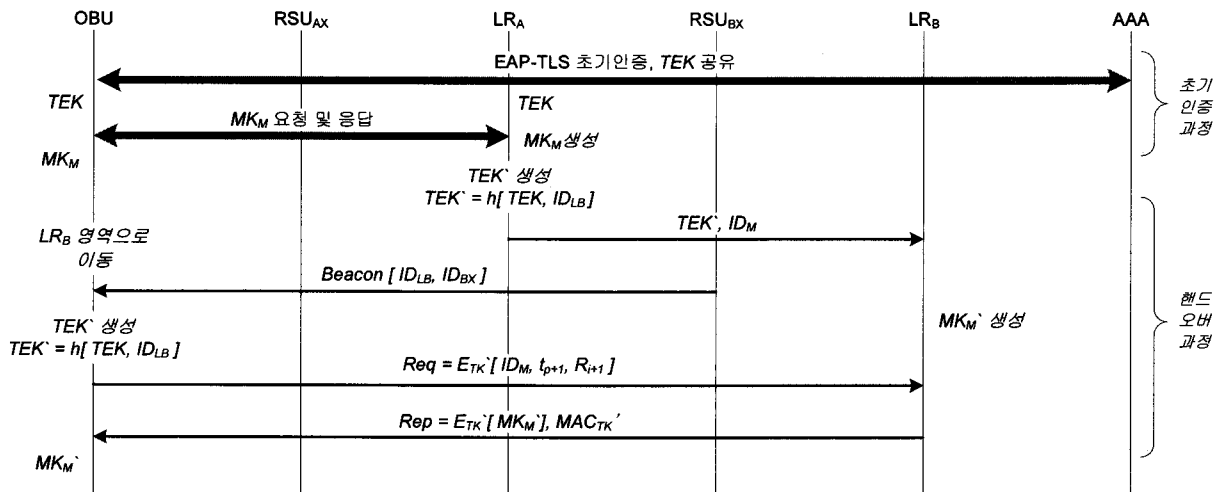 OBU RSU_AX LR_A RSU_BX LR_B AAA
EAP-TLS 초기인증, TEK 공유
TEK
TEK
초기
인증
과정
MK_M 요청 및 응답
MK_M 생성
MK_M
TEK` 생성
TEK` = h[ TEK, ID_LB ]
TEK`, ID_M
LR_B 영역으로
이동
Beacon [ ID_LB, ID_BX ]
MK_M` 생성
핸드
오버
과정
TEK` 생성
TEK` = h[ TEK, ID_LB ]
Req = E_TK`[ ID_M, t_p+1, R_i+1 ]
Rep = E_TK`[ MK_M`], MAC_TK'
MK_M`